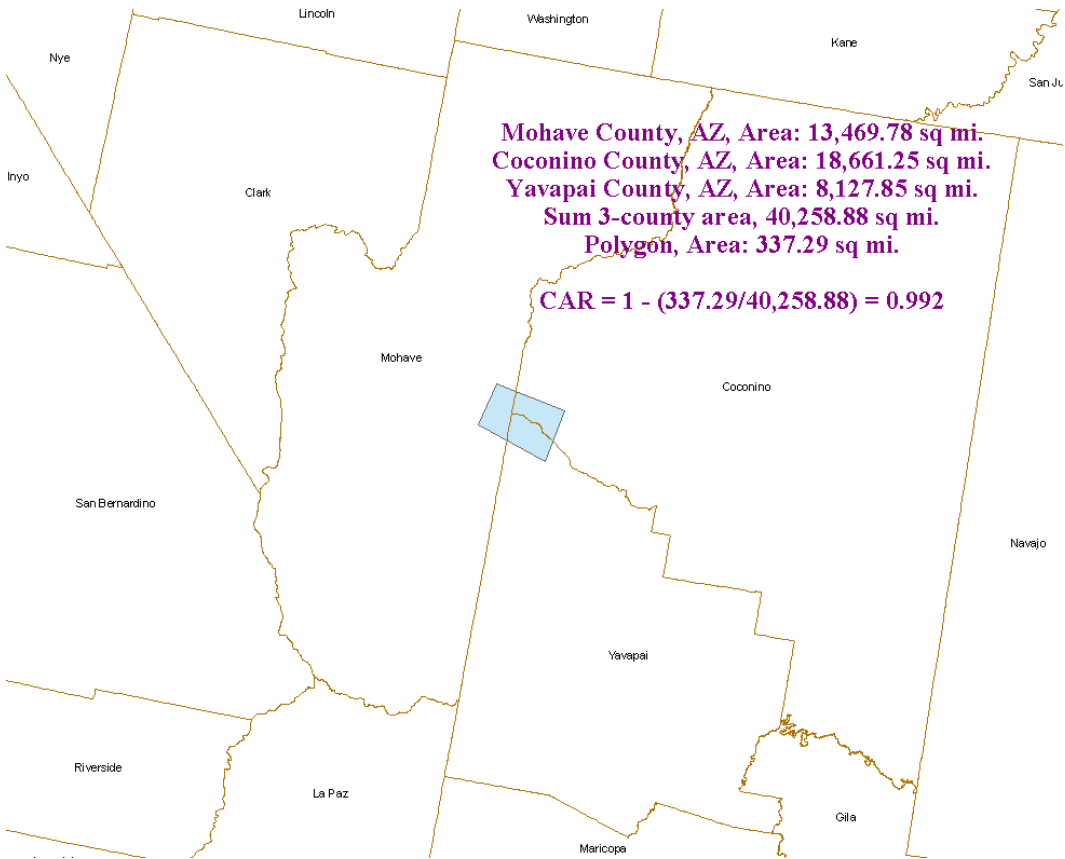 Lincoln
Washington
Kane
Nye
San Ju
Mohave County, AZ, Area: 13,469.78 sq mi.
Coconino County, AZ, Area: 18,661.25 sq mi.
Yavapai County, AZ, Area: 8,127.85 sq mi.
Sum 3-county area, 40,258.88 sq mi.
Polygon, Area: 337.29 sq mi.
Inyo
Clark
CAR = 1 - (337.29/40,258.88) = 0.992
Mohave
Coconino
San Bernardino
Navajo
Yavapai
Riverside
La Paz
Gila
Maricopa